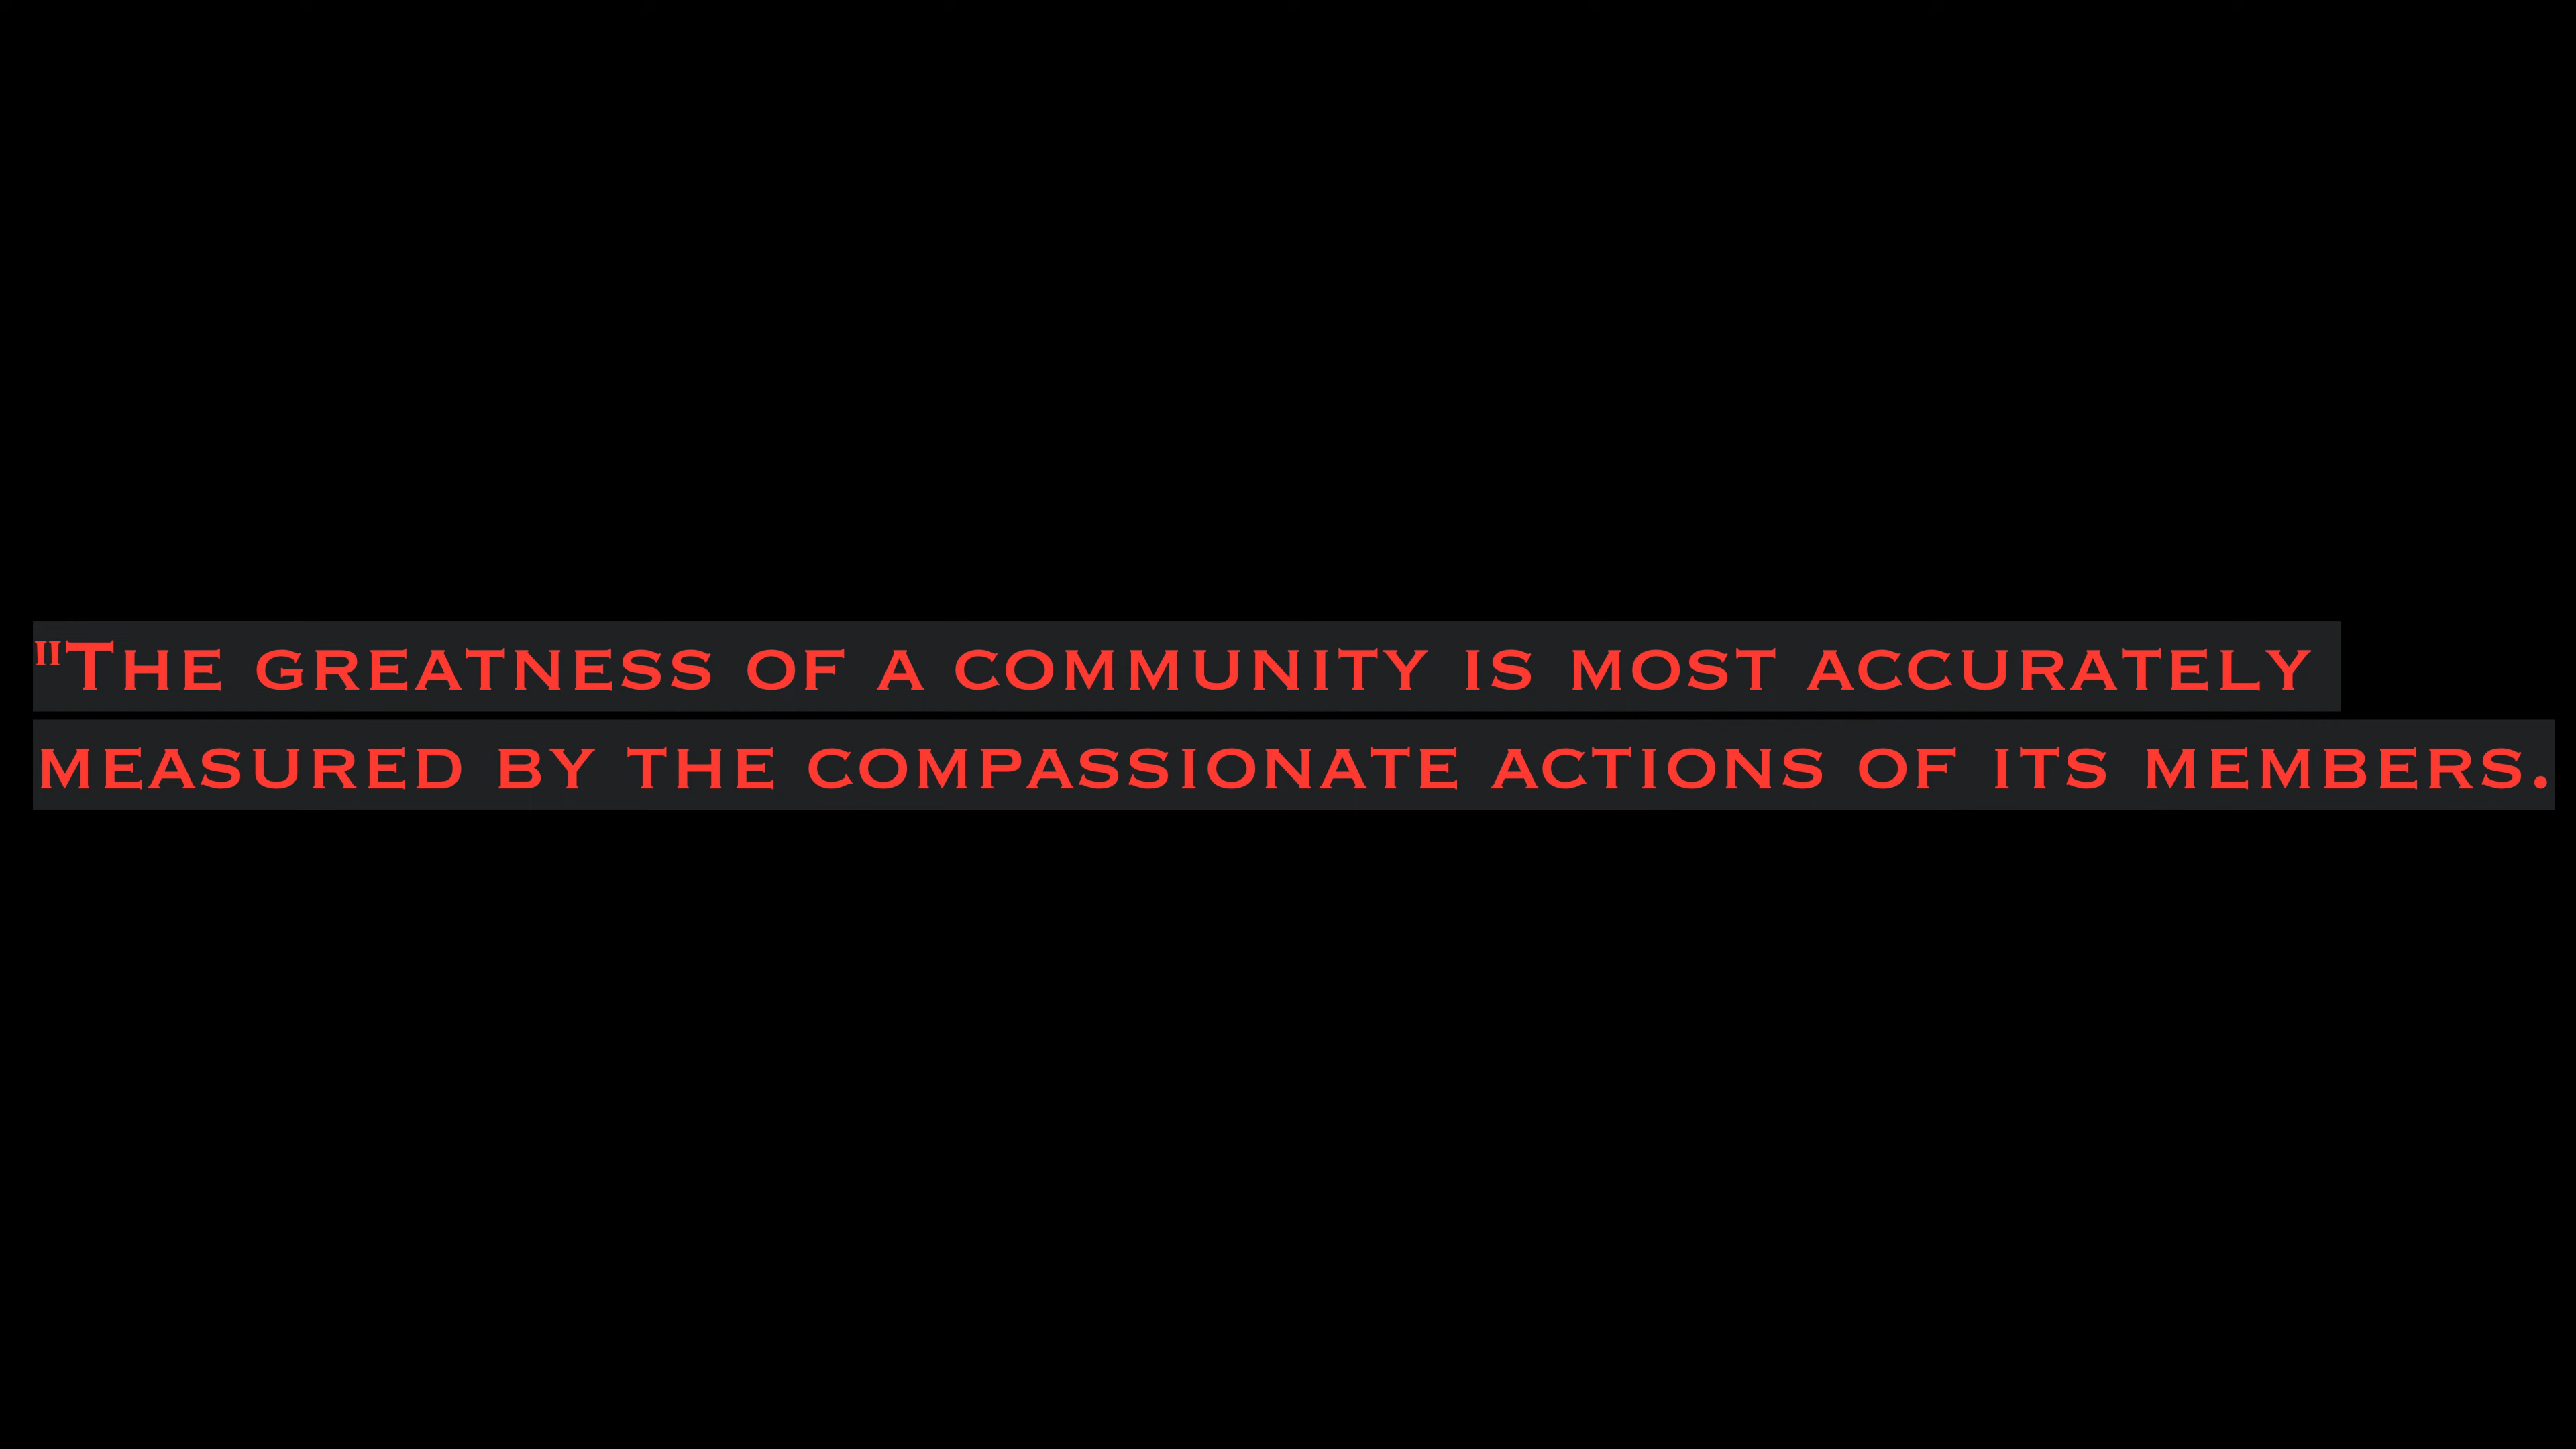 "The greatness of a community is most accurately
measured by the compassionate actions of its members.